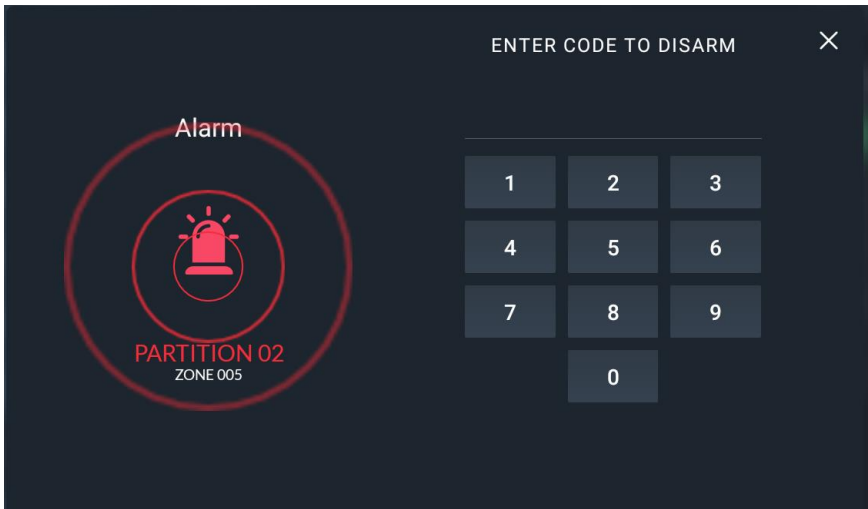 ENTER CODE TO DISARM
Alarm
PARTITION 02
ZONE 005
1 2 3
4 5 6
7 8 9
0